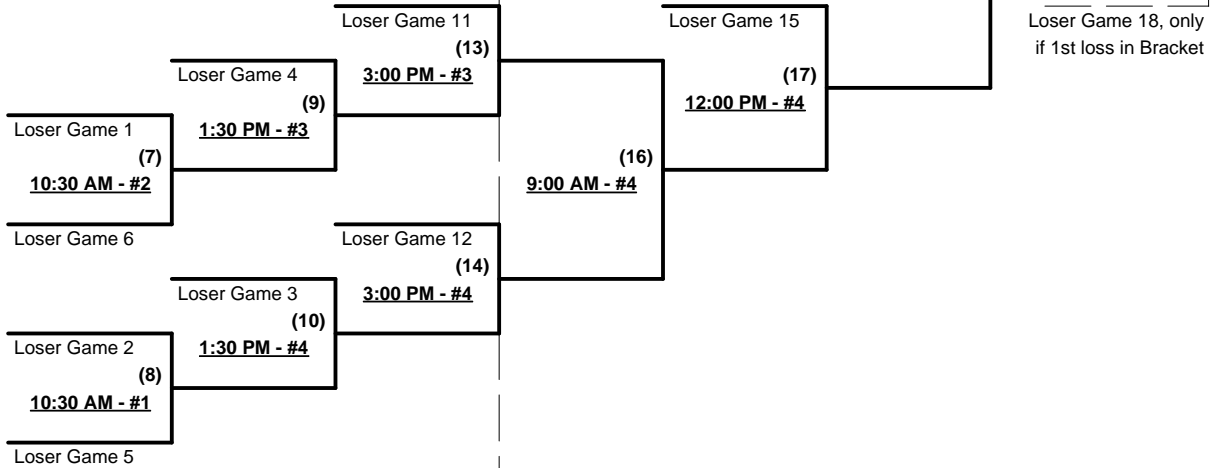 Loser Game 11
(13)
3:00 PM - #3
Loser Game 15
(17)
12:00 PM - #4
Loser Game 18, only
if 1st loss in Bracket
Loser Game 4
(9)
1:30 PM - #3
Loser Game 1
(7)
10:30 AM - #2
Loser Game 6
(16)
9:00 AM - #4
Loser Game 12
(14)
3:00 PM - #4
Loser Game 3
(10)
1:30 PM - #4
Loser Game 2
(8)
10:30 AM - #1
Loser Game 5